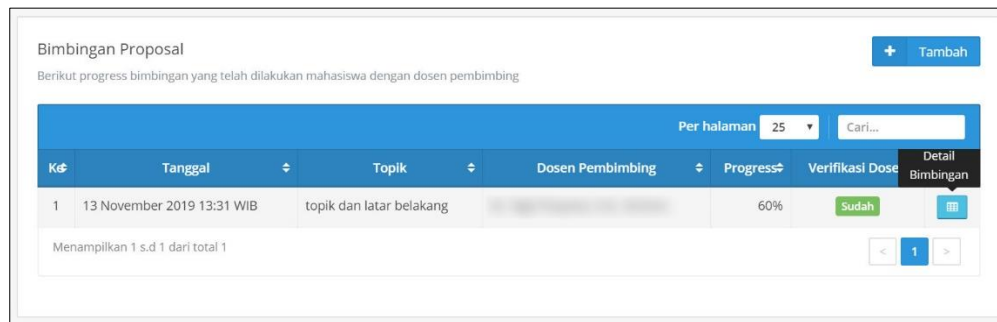 Bimbingan Proposal
+ Tambah
Berikut progress bimbingan yang telah dilakukan mahasiswa dengan dosen pembimbing
Per halaman 25 Cari...
Ke Tanggal Topik Dosen Pembimbing Progress Verifikasi Dose
Detail
Bimbingan
1 13 November 2019 13:31 WIB topik dan latar belakang 60% Sudah
Menampilkan 1 s.d 1 dari total 1
< 1 >